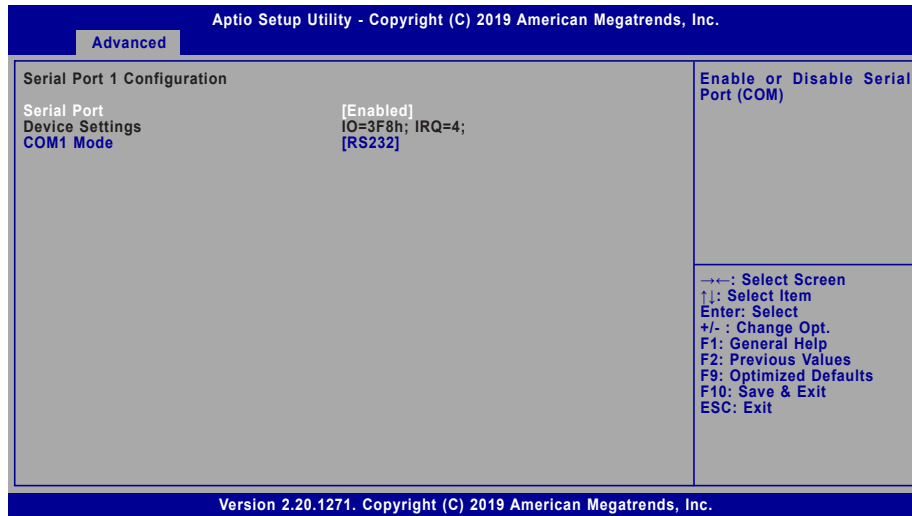 Aptio Setup Utility - Copyright (C) 2019 American Megatrends, Inc.
Advanced
Serial Port 1 Configuration
Serial Port [Enabled]
Device Settings IO=3F8h; IRQ=4;
COM1 Mode [RS232]
Enable or Disable Serial
Port (COM)
→←: Select Screen
↑↓: Select Item
Enter: Select
+/- : Change Opt.
F1: General Help
F2: Previous Values
F9: Optimized Defaults
F10: Save & Exit
ESC: Exit
Version 2.20.1271. Copyright (C) 2019 American Megatrends, Inc.